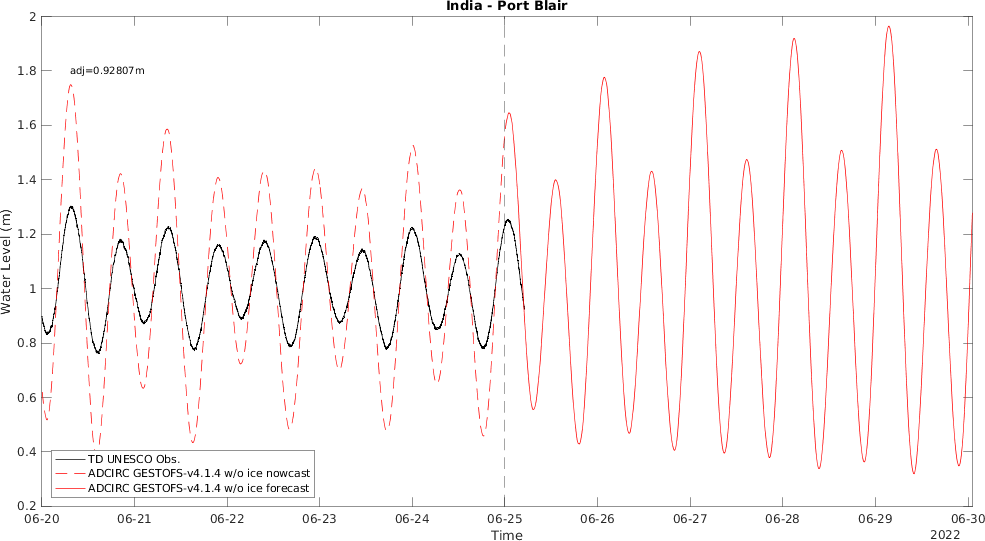 India - Port Blair
adj=0.92807m
Water Level (m)
2
1.8
1.6
1.4
1.2
1
0.8
0.6
0.4
0.2
TD UNESCO Obs.
ADCIRC GESTOFS-v4.1.4 w/o ice nowcast
ADCIRC GESTOFS-v4.1.4 w/o ice forecast
06-20 06-21 06-22 06-23 06-24 06-25 06-26 06-27 06-28 06-29 06-30
Time
2022